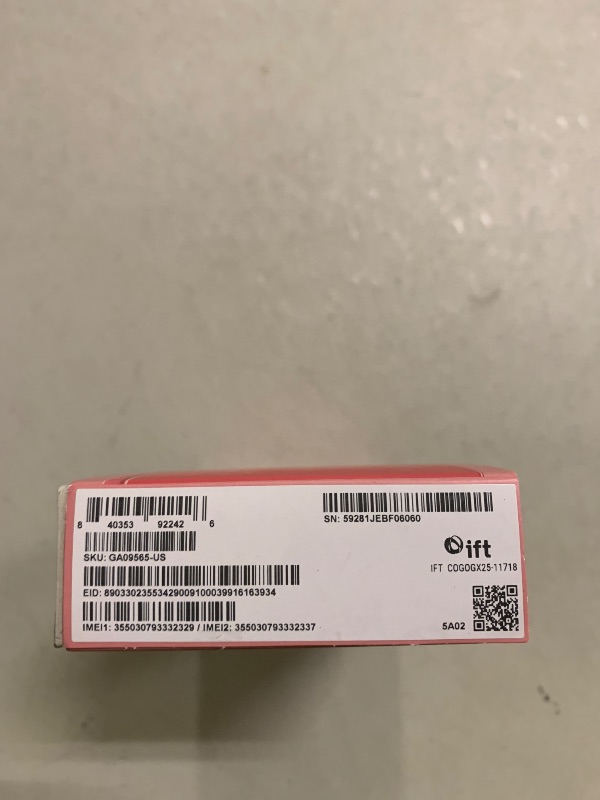 8 40353 92242 6
SN: 59281JEBF06060
SKU: GA09565-US
ift
IFT COGOGX25-11718
EID: 89033023553429009100039916163934
IMEI1: 355030793332329 / IMEI2: 355030793332337
5A02